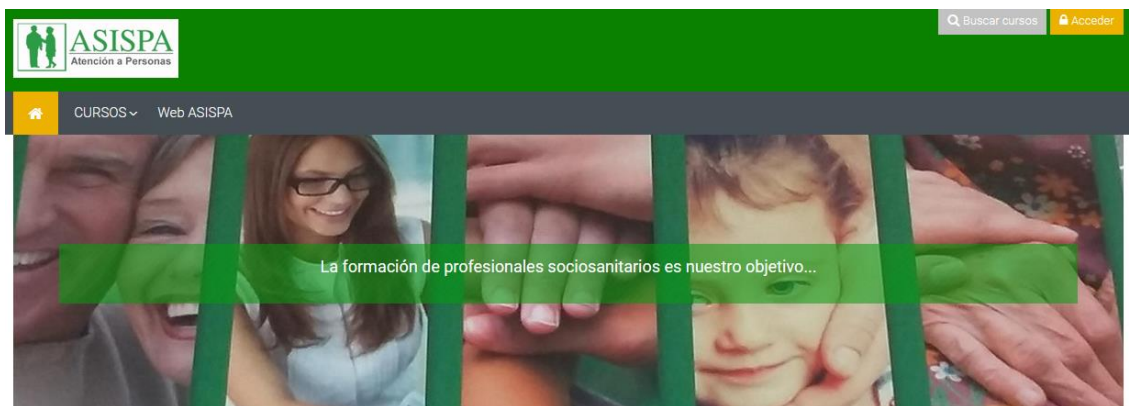 ASISPA
Atención a Personas
Buscar cursos
Acceder
CURSOS
Web ASISPA
La formación de profesionales sociosanitarios es nuestro objetivo...